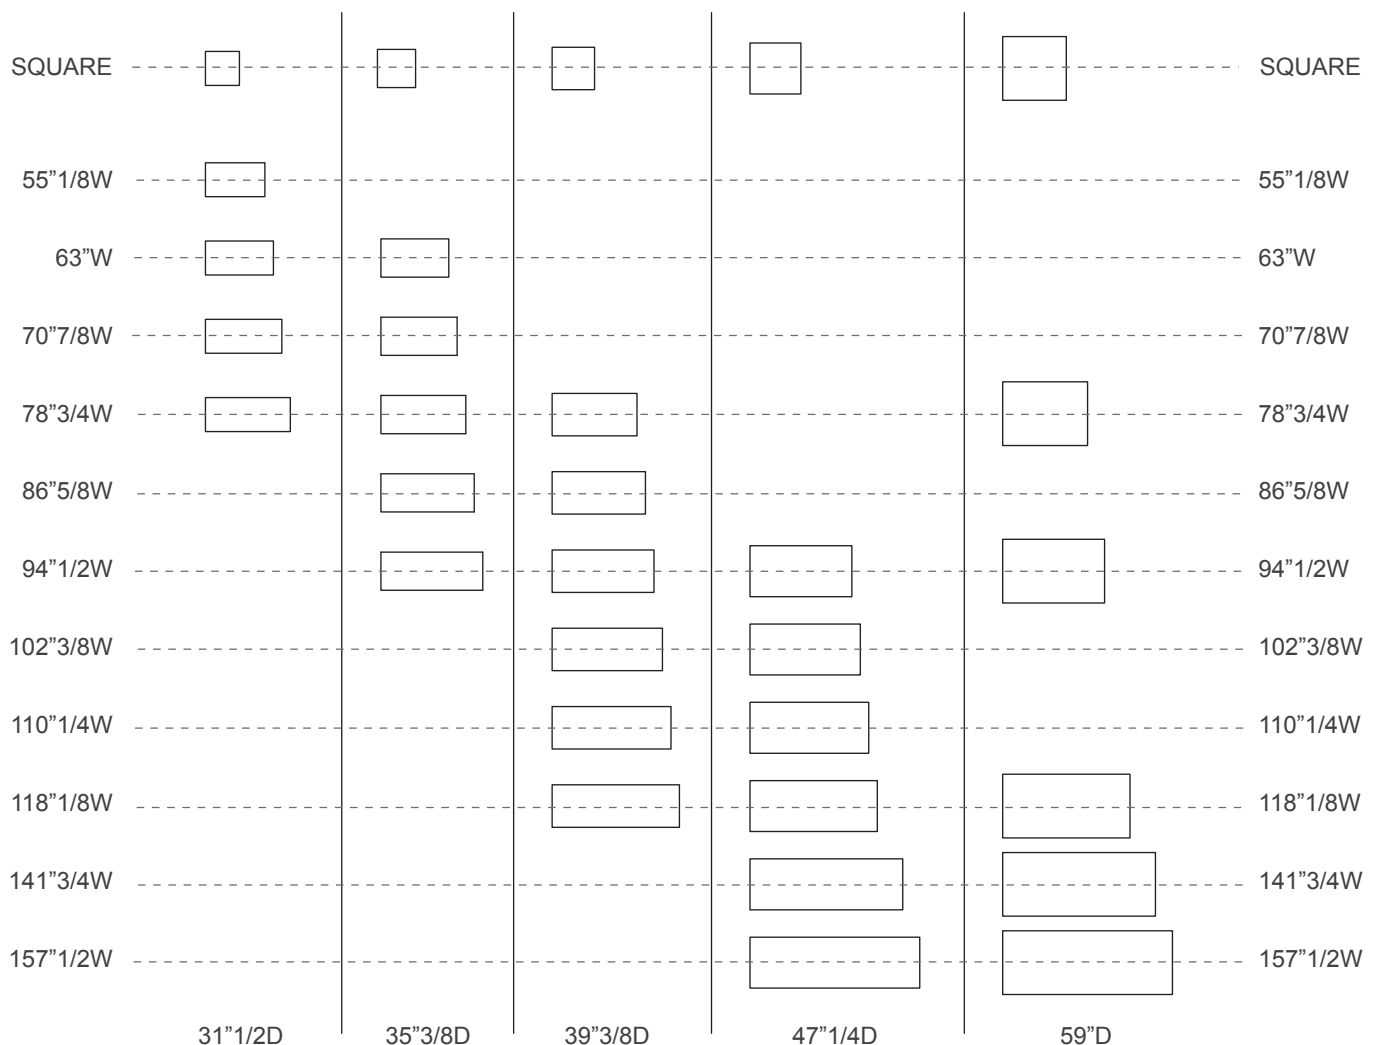 SQUARE SQUARE
55”1/8W 55”1/8W
63”W 63”W
70”7/8W 70”7/8W
78”3/4W 78”3/4W
86”5/8W 86”5/8W
94”1/2W 94”1/2W
102”3/8W 102”3/8W
110”1/4W 110”1/4W
118”1/8W 118”1/8W
141”3/4W 141”3/4W
157”1/2W 157”1/2W
31”1/2D 35”3/8D 39”3/8D 47”1/4D 59”D